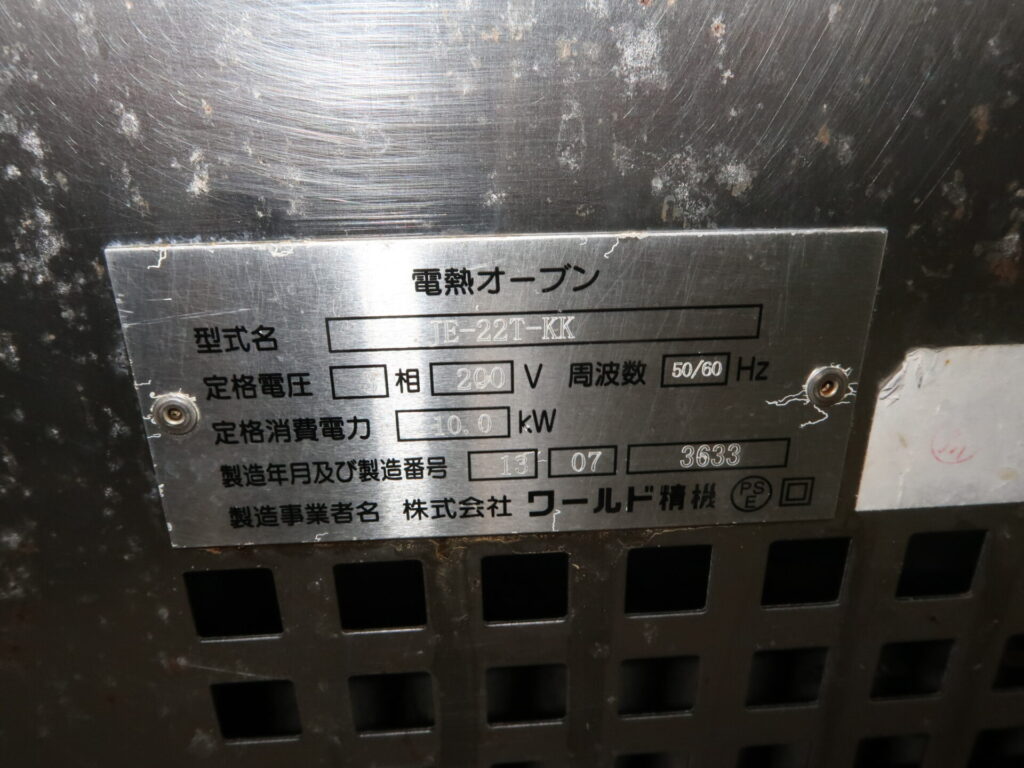 電熱オーブン
型式名 JE-22T-KK
定格電圧 相 200 V 周波数 50/60 Hz
定格消費電力 10.0 kW
製造年月及び製造番号 13 07 3633
製造事業者名 株式会社 ワールド精機 PSE